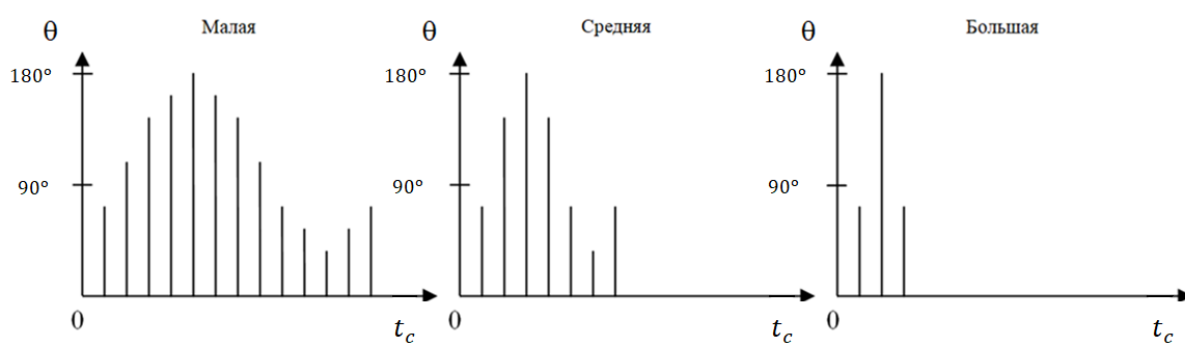 θ Малая θ Средняя θ Большая
180° 180° 180°
90° 90° 90°
0 t_c 0 t_c 0 t_c